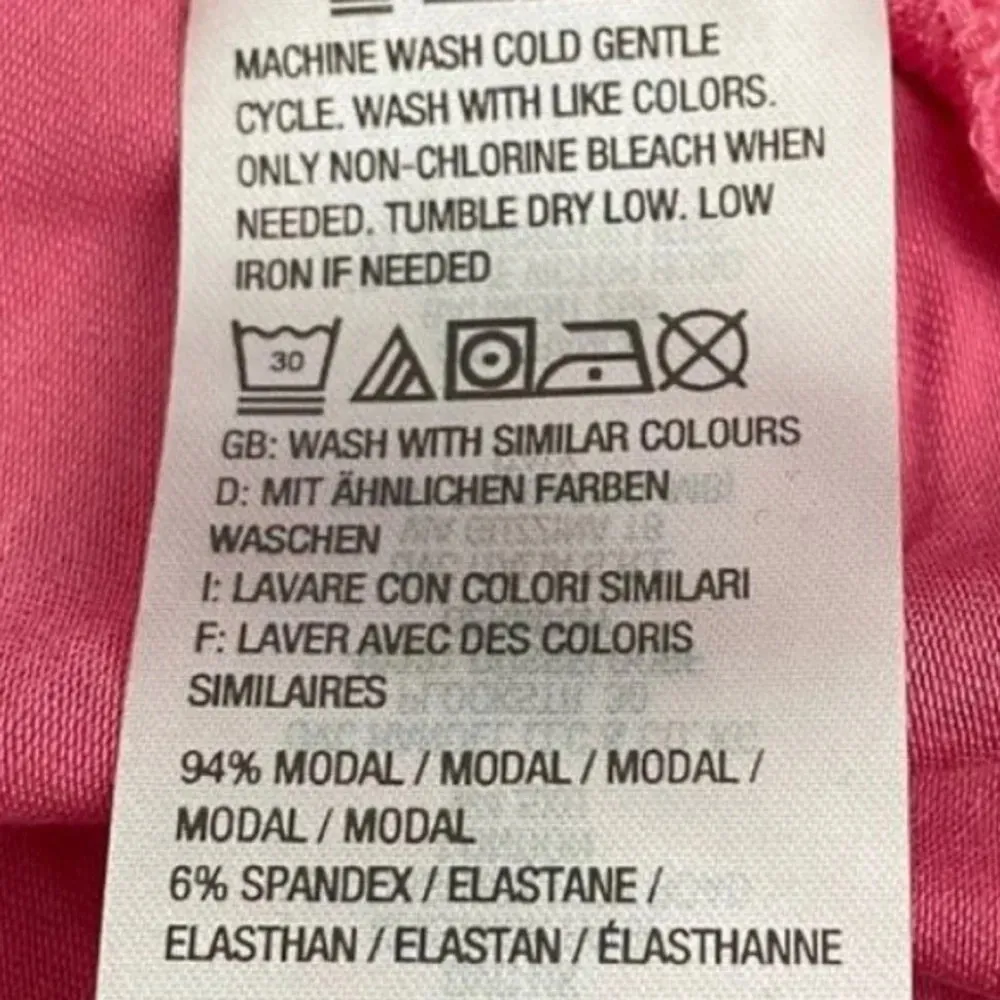 MACHINE WASH COLD GENTLE
CYCLE. WASH WITH LIKE COLORS.
ONLY NON-CHLORINE BLEACH WHEN
NEEDED. TUMBLE DRY LOW. LOW
IRON IF NEEDED
30
GB: WASH WITH SIMILAR COLOURS
D: MIT ÄHNLICHEN FARBEN
WASCHEN
I: LAVARE CON COLORI SIMILARI
F: LAVER AVEC DES COLORIS
SIMILAIRES
94% MODAL / MODAL / MODAL /
MODAL / MODAL
6% SPANDEX / ELASTANE /
ELASTHAN / ELASTAN / ÉLASTHANNE